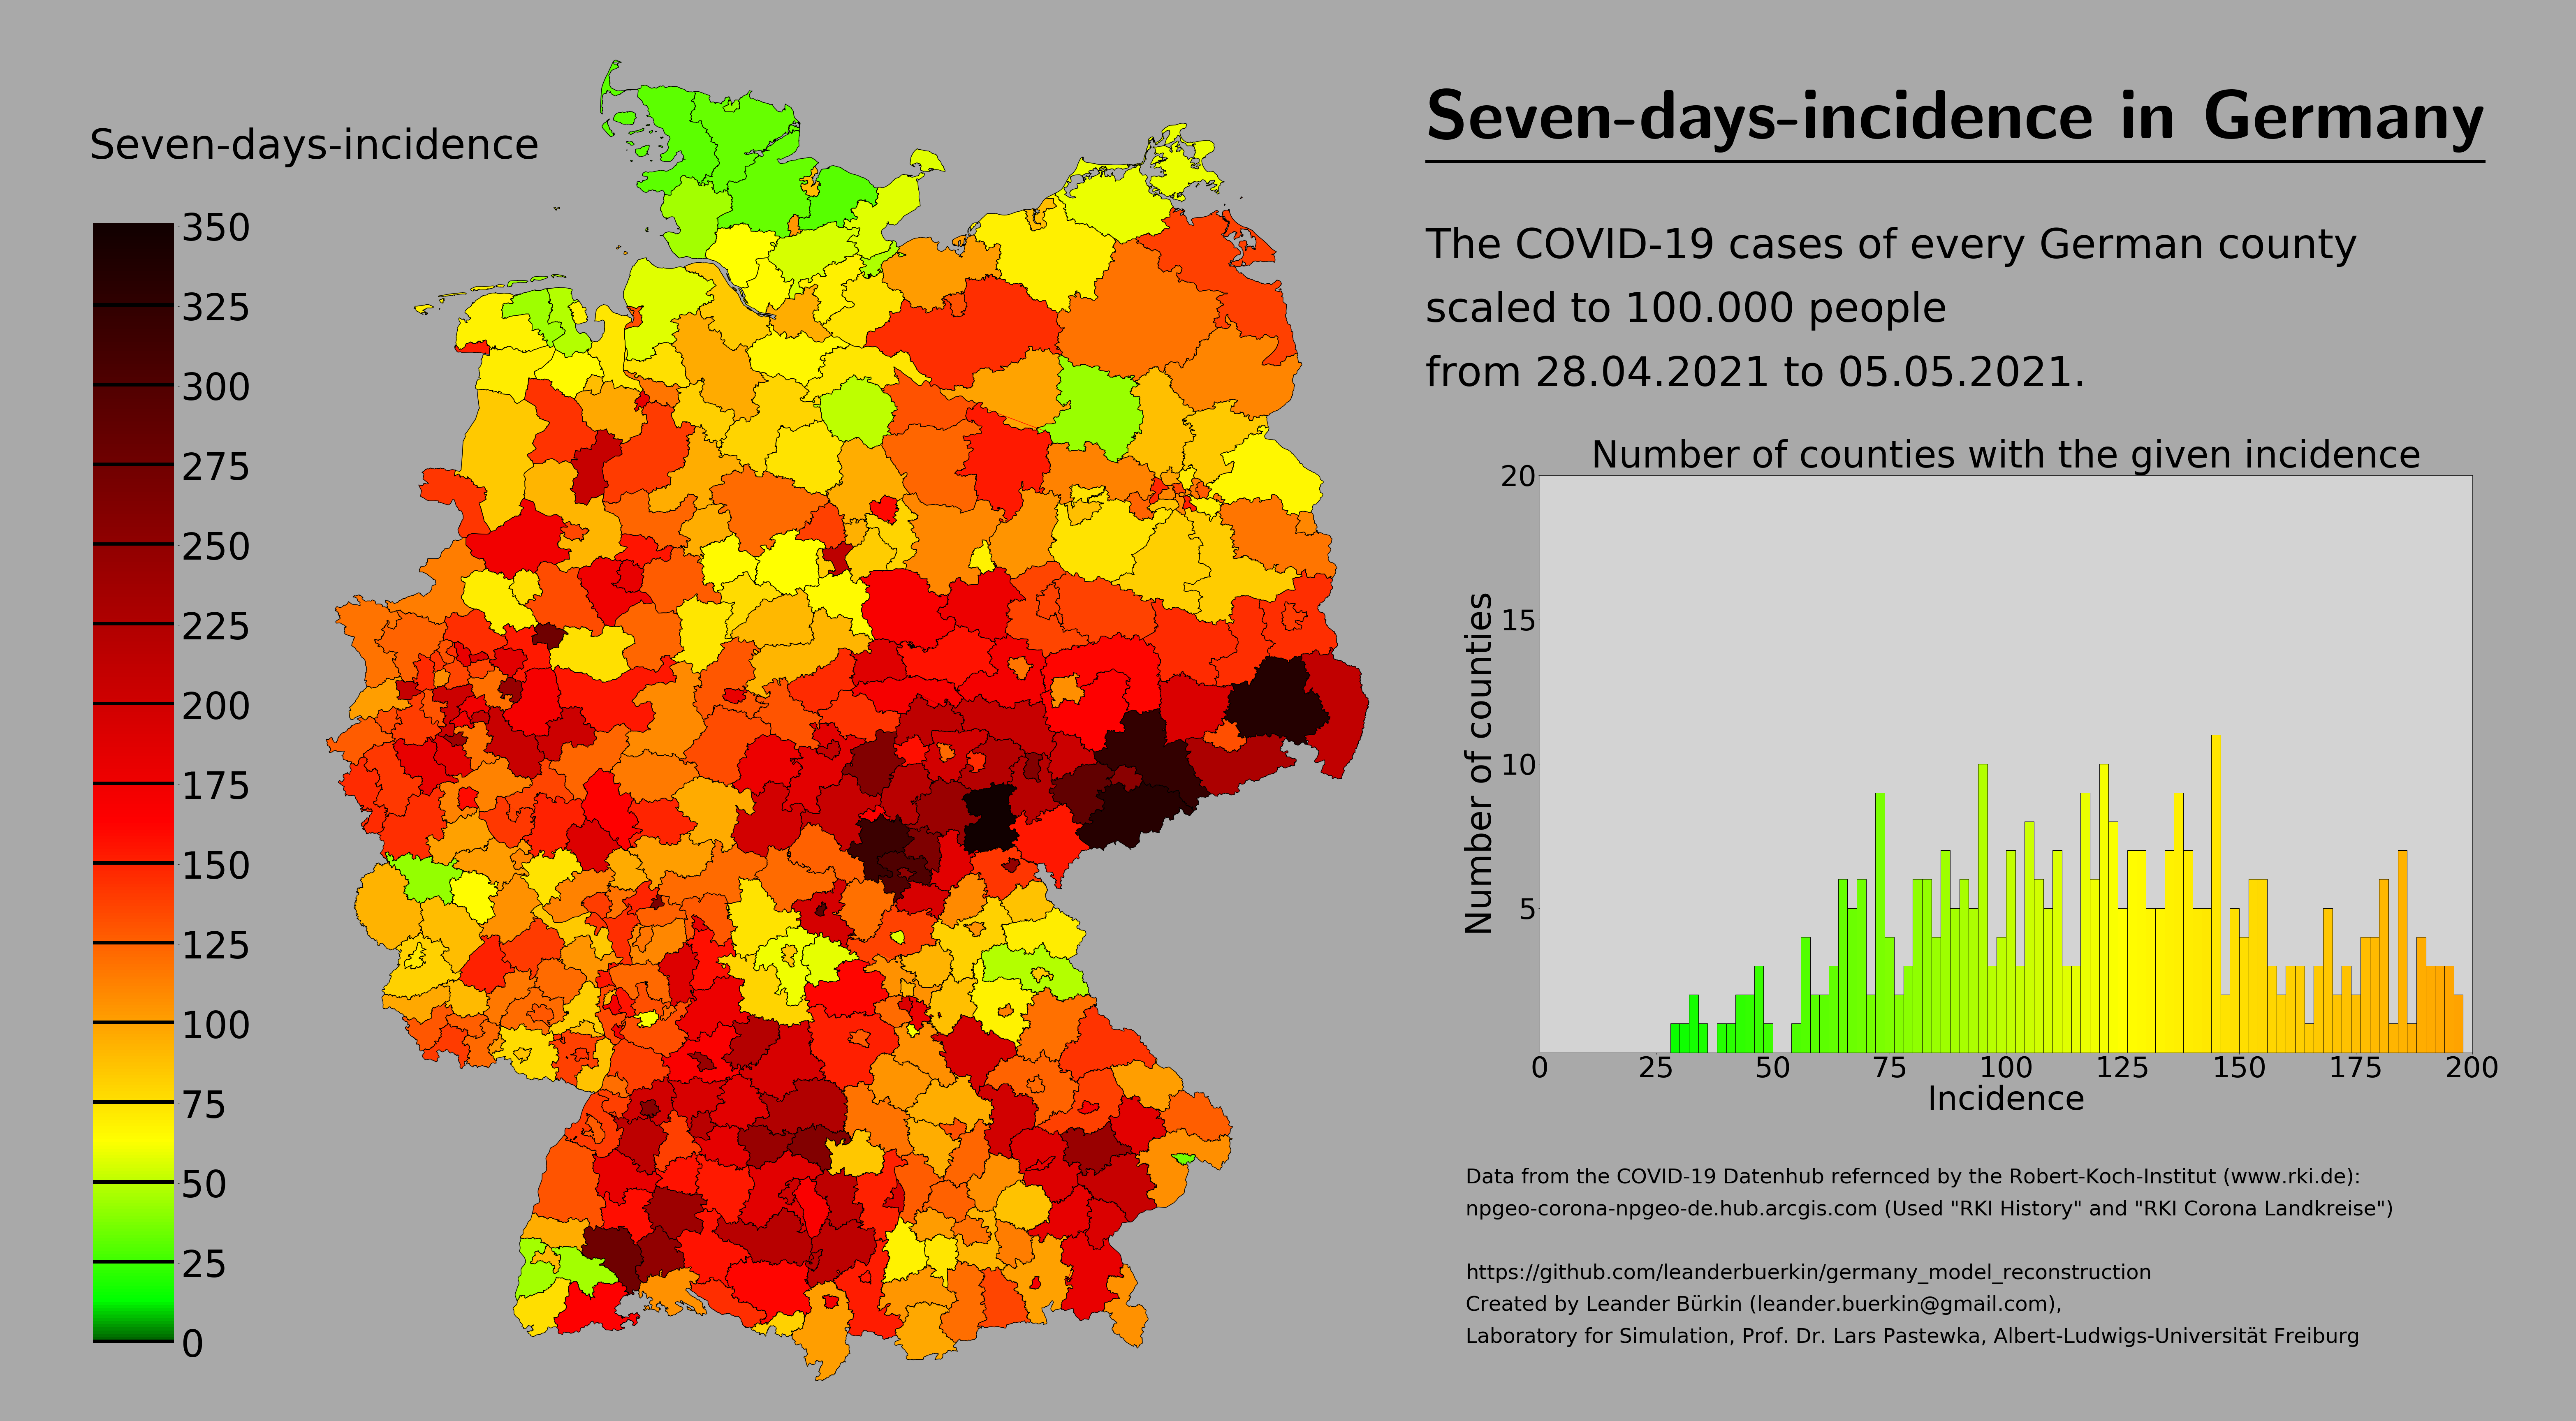 Seven-days-incidence
350
325
300
275
250
225
200
175
150
125
100
75
50
25
0
Seven-days-incidence in Germany
The COVID-19 cases of every German county
scaled to 100.000 people
from 28.04.2021 to 05.05.2021.
Number of counties with the given incidence
20
15
10
5
Number of counties
0 25 50 75 100 125 150 175 200
Incidence
Data from the COVID-19 Datenhub refernced by the Robert-Koch-Institut (www.rki.de):
npgeo-corona-npgeo-de.hub.arcgis.com (Used "RKI History" and "RKI Corona Landkreise")
https://github.com/leanderbuerkin/germany_model_reconstruction
Created by Leander Bürkin (leander.buerkin@gmail.com),
Laboratory for Simulation, Prof. Dr. Lars Pastewka, Albert-Ludwigs-Universität Freiburg